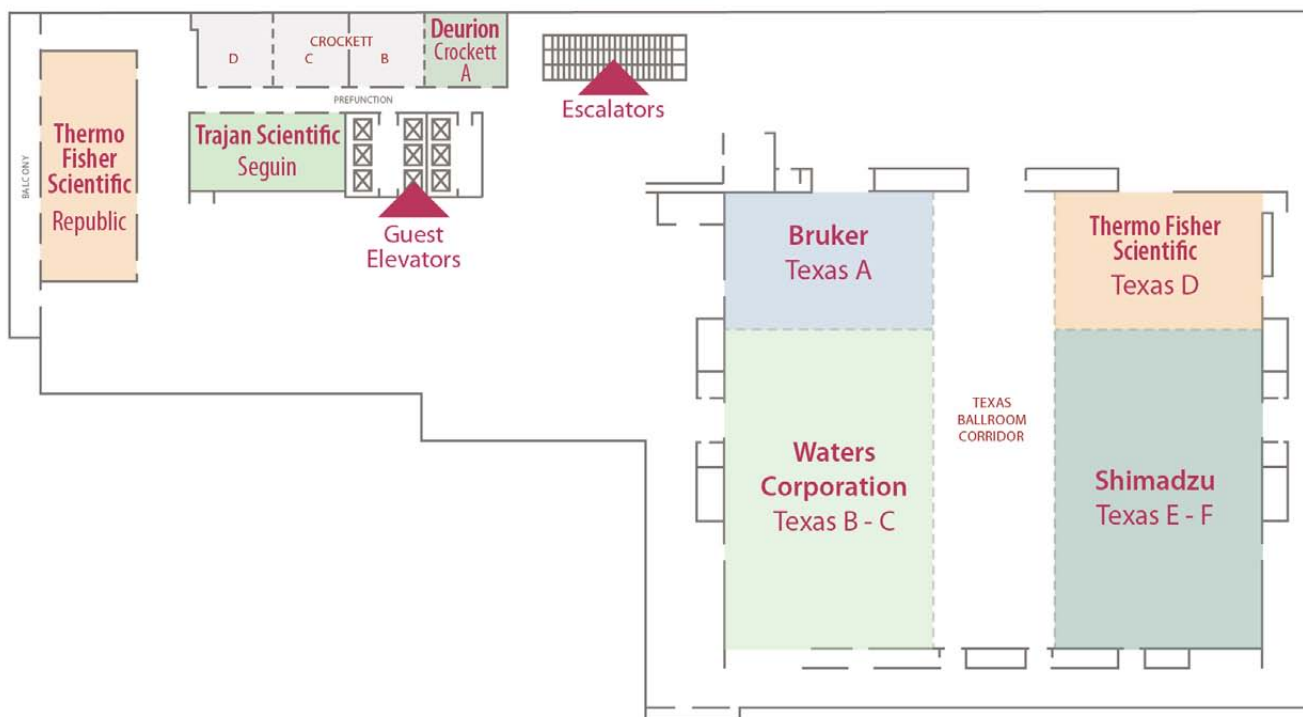 Thermo
Fisher
Scientific
Republic
BALCONY
CROCKETT
D
C
B
Deurion
Crockett
A
PREFUNCTION
Trajan Scientific
Seguin
Guest
Elevators
Escalators
Bruker
Texas A
Thermo Fisher
Scientific
Texas D
Waters
Corporation
Texas B - C
TEXAS
BALLROOM
CORRIDOR
Shimadzu
Texas E - F